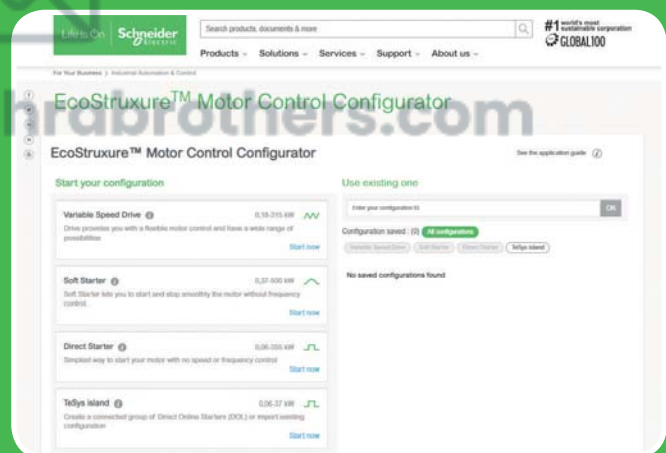 Life Is On
Schneider
Electric
Search products, documents & more
#1 world's most
sustainable corporation
GLOBAL100
Products
Solutions
Services
Support
About us
For Your Business > Industrial Automation & Control
EcoStruxure™ Motor Control Configurator
hrabrothers.com
EcoStruxure™ Motor Control Configurator
See the application guide
Start your configuration
Variable Speed Drive
0,18-315 kW
Drive provides you with a flexible motor control and have a wide range of
possibilities
Start now
Soft Starter
0,37-900 kW
Soft Starter lets you to start and stop smoothly the motor without frequency
control.
Start now
Direct Starter
0,06-355 kW
Simplest way to start your motor with no speed or frequency control
Start now
TeSys island
0,06-37 kW
Create a connected group of Direct Online Starters (DOL) or import existing
configuration
Start now
Use existing one
Enter your configuration ID
OK
Configuration saved : (0)
All configurations
Variable Speed Drive
Soft Starter
Direct Starter
TeSys island
No saved configurations found